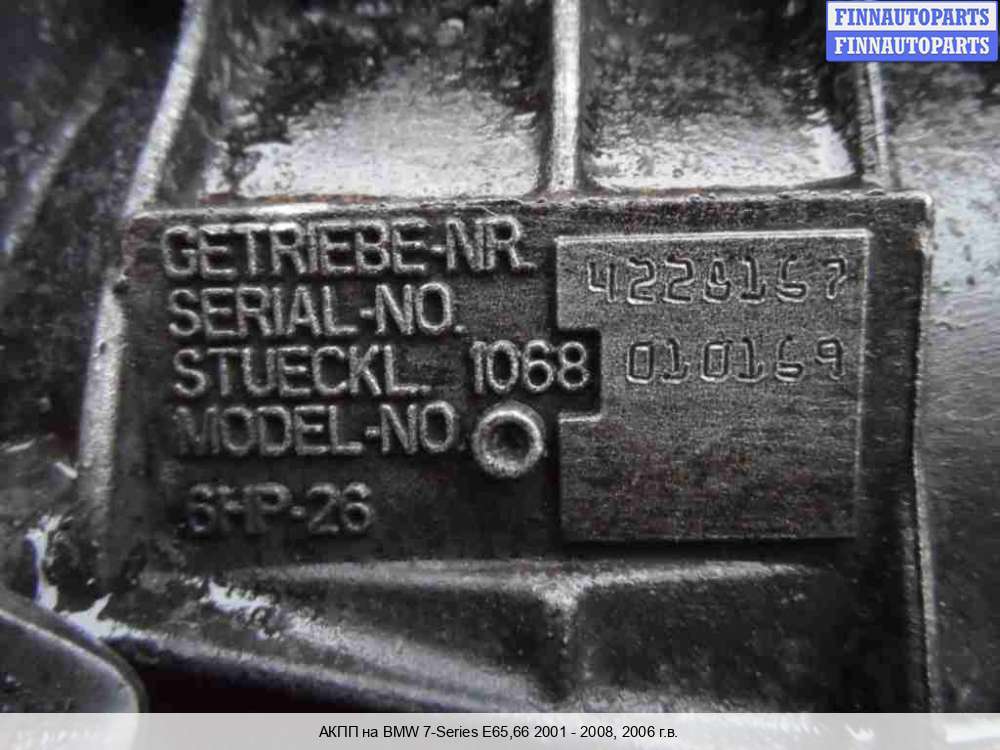 FINNAUTOPARTS
FINNAUTOPARTS
GETRIEBE-NR.
SERIAL-NO. 4228167
STUECKL. 1068 010169
MODEL-NO.
6HP-26
АКПП на BMW 7-Series E65,66 2001 - 2008, 2006 г.в.